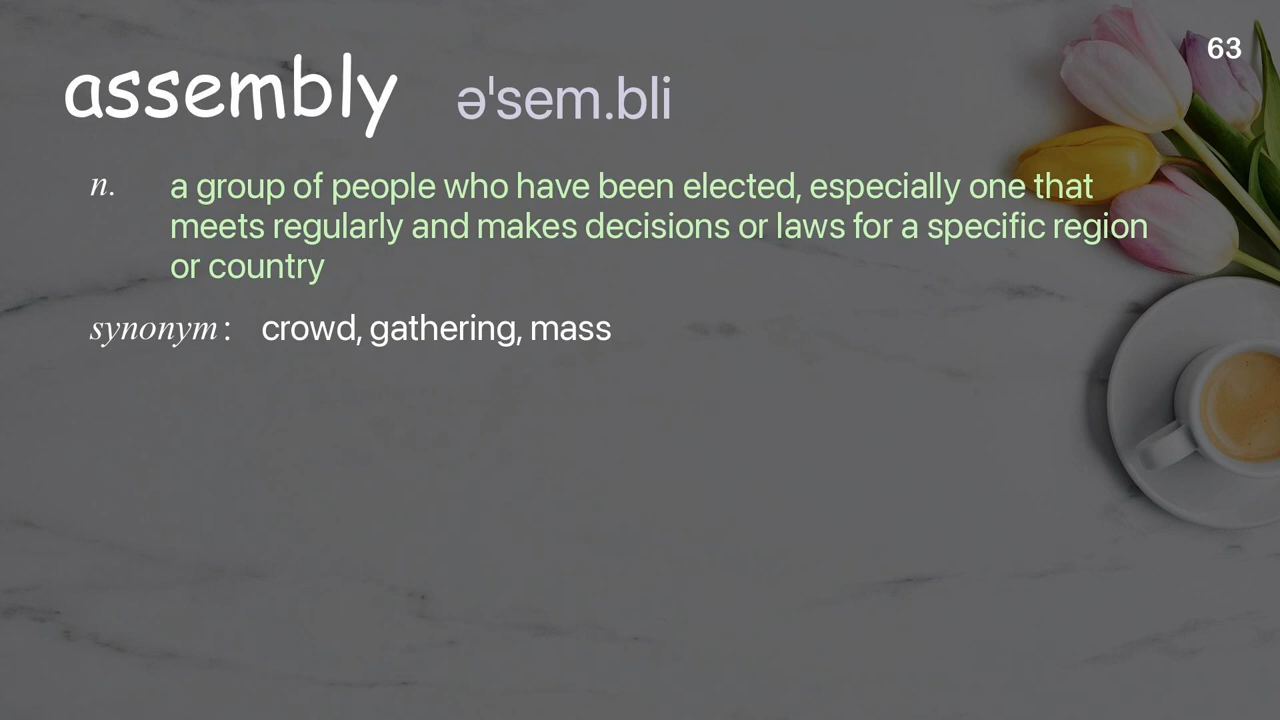 63
assembly əˈsem.bli
n. a group of people who have been elected, especially one that
meets regularly and makes decisions or laws for a specific region
or country
synonym: crowd, gathering, mass